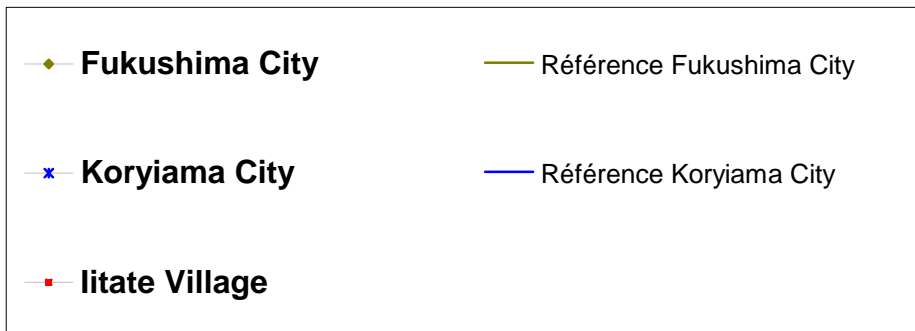 Fukushima City
Référence Fukushima City
Koryiama City
Référence Koryiama City
Iitate Village